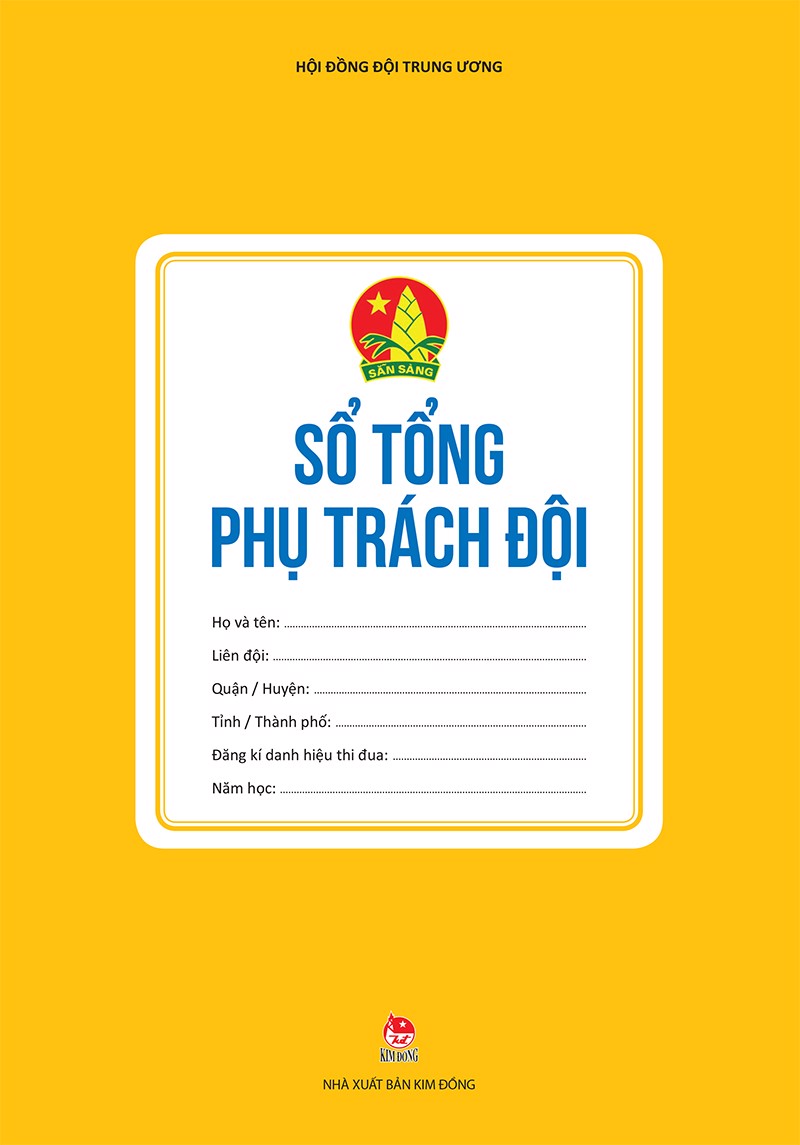 HỘI ĐỒNG ĐỘI TRUNG ƯƠNG
SẴN SÀNG
SỔ TỔNG
PHỤ TRÁCH ĐỘI
Họ và tên:
Liên đội:
Quận / Huyện:
Tỉnh / Thành phố:
Đăng kí danh hiệu thi đua:
Năm học:
KIM ĐỒNG
NHÀ XUẤT BẢN KIM ĐỒNG